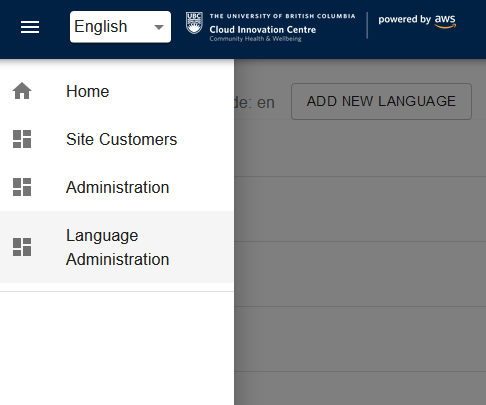 English
UBC
THE UNIVERSITY OF BRITISH COLUMBIA
Cloud Innovation Centre
Community Health & Wellbeing
powered by aws
Home
Site Customers
Administration
Language
Administration
de: en
ADD NEW LANGUAGE